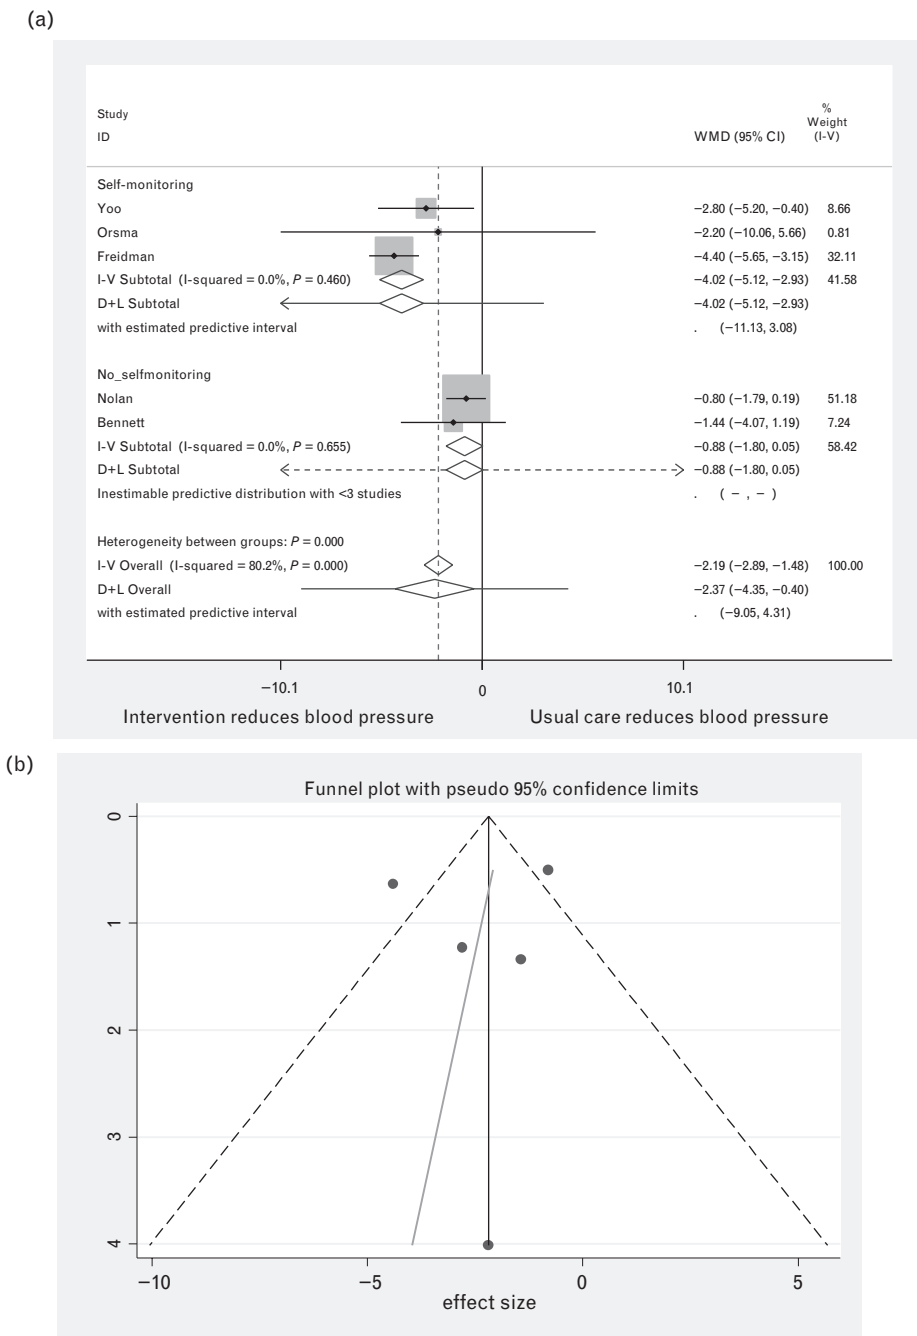 (a)
Study
ID
WMD (95% CI)
%
Weight
(I-V)
Self-monitoring
Yoo −2.80 (−5.20, −0.40) 8.66
Orsma −2.20 (−10.06, 5.66) 0.81
Freidman −4.40 (−5.65, −3.15) 32.11
I-V Subtotal (I-squared = 0.0%, P = 0.460) −4.02 (−5.12, −2.93) 41.58
D+L Subtotal −4.02 (−5.12, −2.93)
with estimated predictive interval . (−11.13, 3.08)
No_selfmonitoring
Nolan −0.80 (−1.79, 0.19) 51.18
Bennett −1.44 (−4.07, 1.19) 7.24
I-V Subtotal (I-squared = 0.0%, P = 0.655) −0.88 (−1.80, 0.05) 58.42
D+L Subtotal −0.88 (−1.80, 0.05)
Inestimable predictive distribution with <3 studies . ( − , − )
Heterogeneity between groups: P = 0.000
I-V Overall (I-squared = 80.2%, P = 0.000) −2.19 (−2.89, −1.48) 100.00
D+L Overall −2.37 (−4.35, −0.40)
with estimated predictive interval . (−9.05, 4.31)
−10.1 0 10.1
Intervention reduces blood pressure Usual care reduces blood pressure
(b)
Funnel plot with pseudo 95% confidence limits
0
1
2
3
4
−10 −5 0 5
effect size